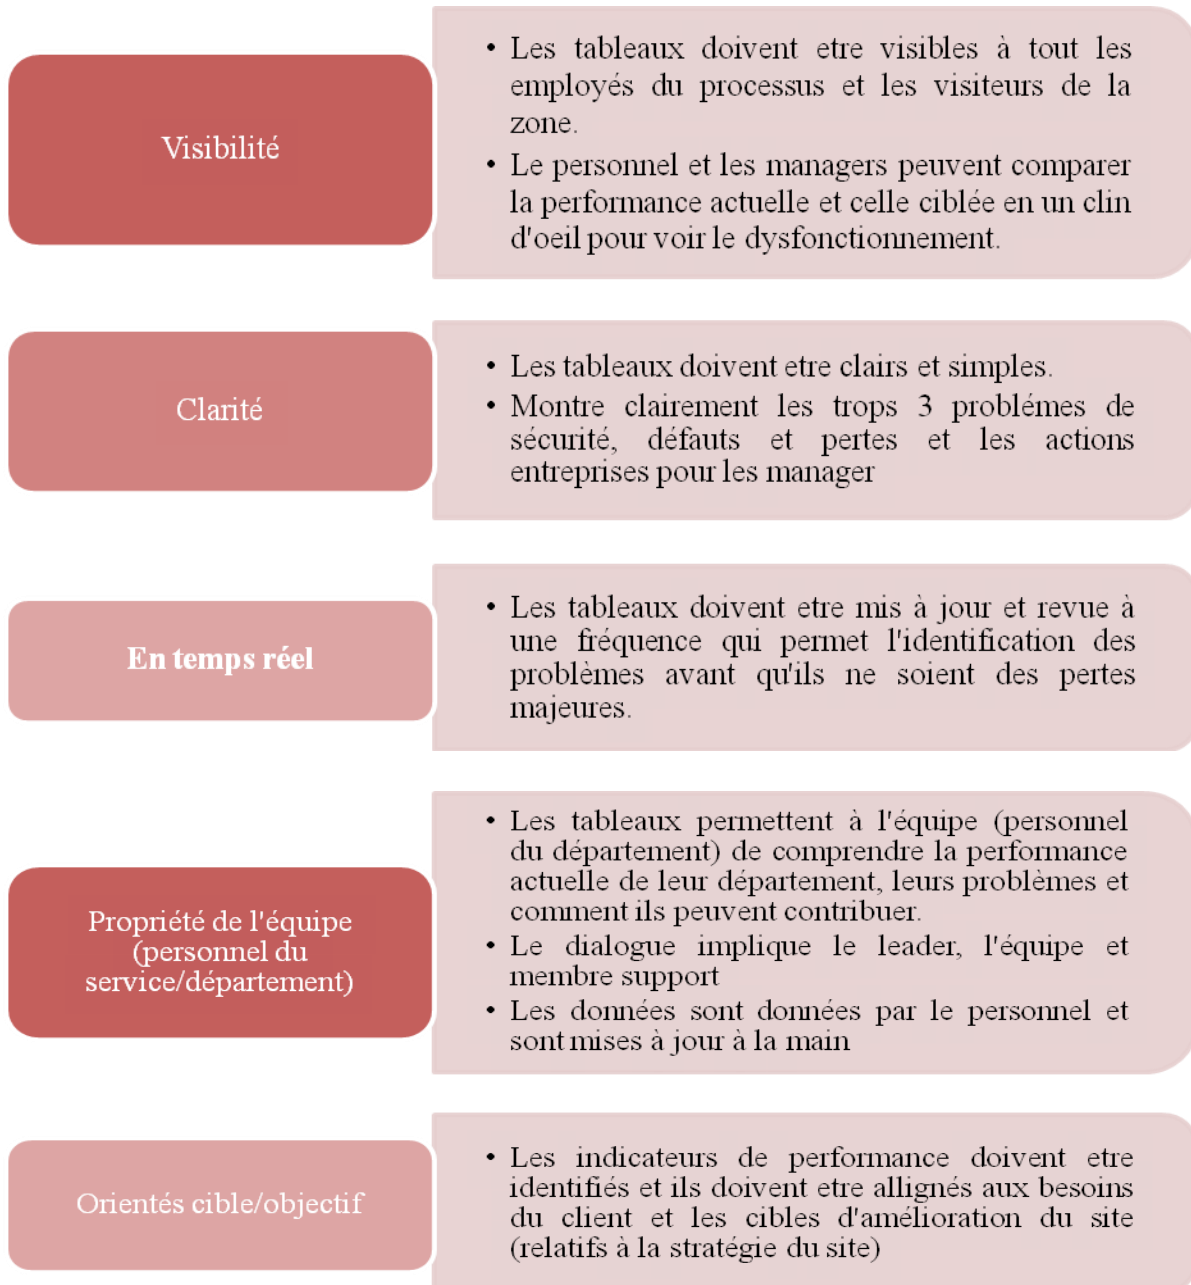 Visibilité
• Les tableaux doivent etre visibles à tout les
employés du processus et les visiteurs de la
zone.
• Le personnel et les managers peuvent comparer
la performance actuelle et celle ciblée en un clin
d'oeil pour voir le dysfonctionnement.
Clarité
• Les tableaux doivent etre clairs et simples.
• Montre clairement les trops 3 problémes de
sécurité, défauts et pertes et les actions
entreprises pour les manager
En temps réel
• Les tableaux doivent etre mis à jour et revue à
une fréquence qui permet l'identification des
problèmes avant qu'ils ne soient des pertes
majeures.
Propriété de l'équipe
(personnel du
service/département)
• Les tableaux permettent à l'équipe (personnel
du département) de comprendre la performance
actuelle de leur département, leurs problèmes et
comment ils peuvent contribuer.
• Le dialogue implique le leader, l'équipe et
membre support
• Les données sont données par le personnel et
sont mises à jour à la main
Orientés cible/objectif
• Les indicateurs de performance doivent etre
identifiés et ils doivent etre allignés aux besoins
du client et les cibles d'amélioration du site
(relatifs à la stratégie du site)